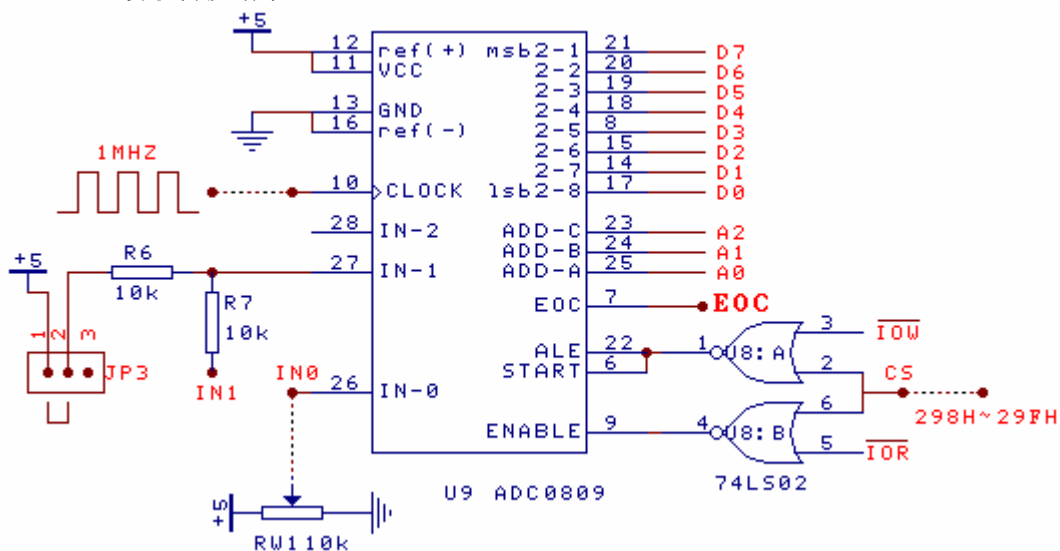 +5
12 ref(+) msb2-1 21 D7
11 VCC 2-2 20 D6
2-3 19 D5
13 GND 2-4 18 D4
16 ref(-) 2-5 8 D3
1MHZ 2-6 15 D2
2-7 14 D1
10 CLOCK lsb2-8 17 D0
28 IN-2 ADD-C 23 A2
ADD-B 24 A1
+5 R6 27 IN-1 ADD-A 25 A0
10k EOC 7 EOC
R7
10k
1 2 3 ALE 22 1 U8:A 3 IOW
START 6 2
JP3 IN1 IN0 26 IN-0 CS
6 298H~29FH
ENABLE 9 4 U8:B 5 IOR
74LS02
U9 ADC0809
+5
RW110k